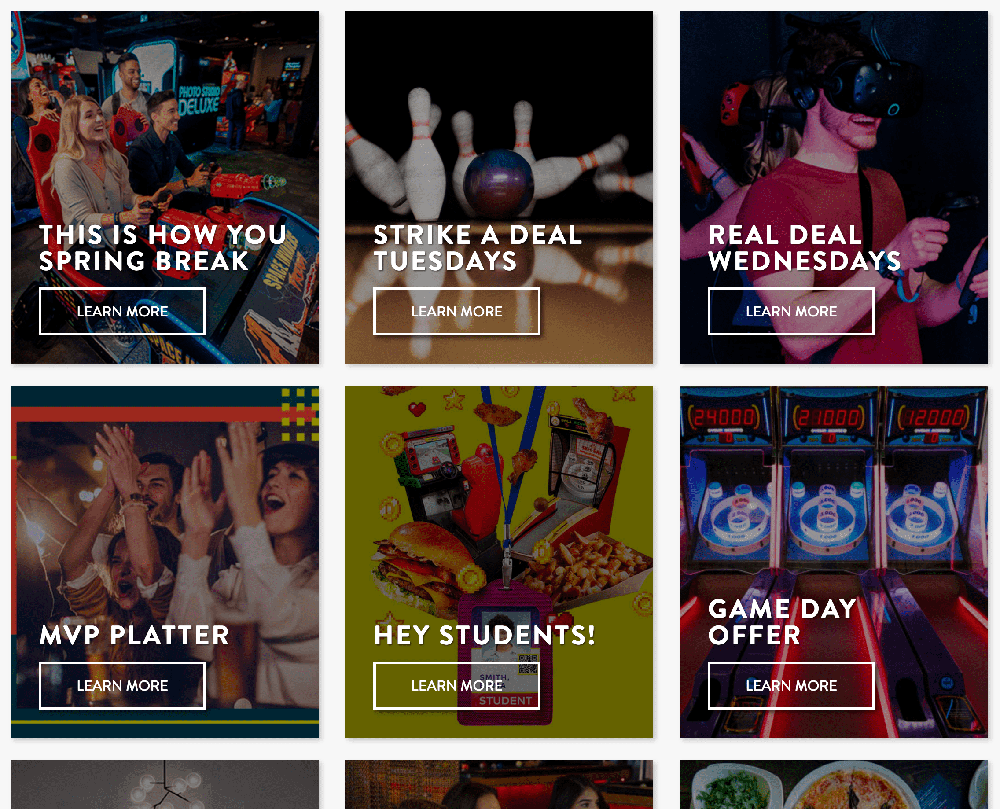 PHOTO STUDIO
DELUXE
THIS IS HOW YOU
SPRING BREAK
LEARN MORE
STRIKE A DEAL
TUESDAYS
LEARN MORE
REAL DEAL
WEDNESDAYS
LEARN MORE
MVP PLATTER
LEARN MORE
HEY STUDENTS!
SMITH,
LEARN MORE
STUDENT
24000
21000
12000
GAME DAY
OFFER
LEARN MORE